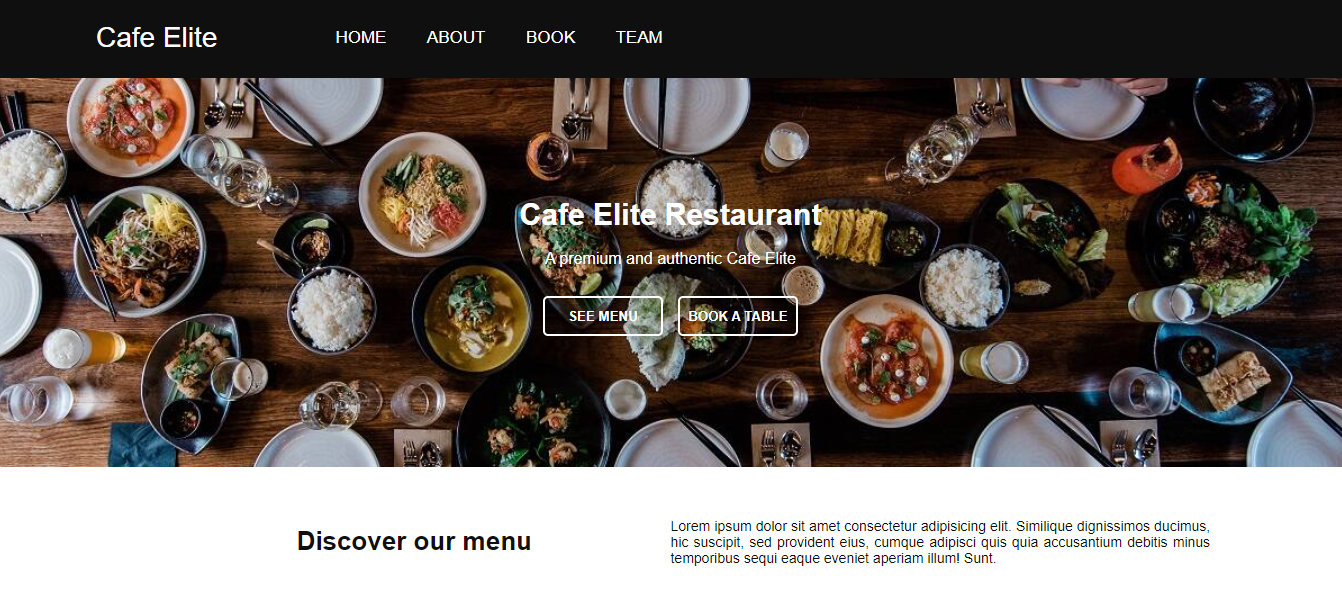 Cafe Elite
HOME ABOUT BOOK TEAM
Cafe Elite Restaurant
A premium and authentic Cafe Elite
SEE MENU BOOK A TABLE
Discover our menu
Lorem ipsum dolor sit amet consectetur adipisicing elit. Similique dignissimos ducimus,
hic suscipit, sed provident eius, cumque adipisci quis quia accusantium debitis minus
temporibus sequi eaque eveniet aperiam illum! Sunt.